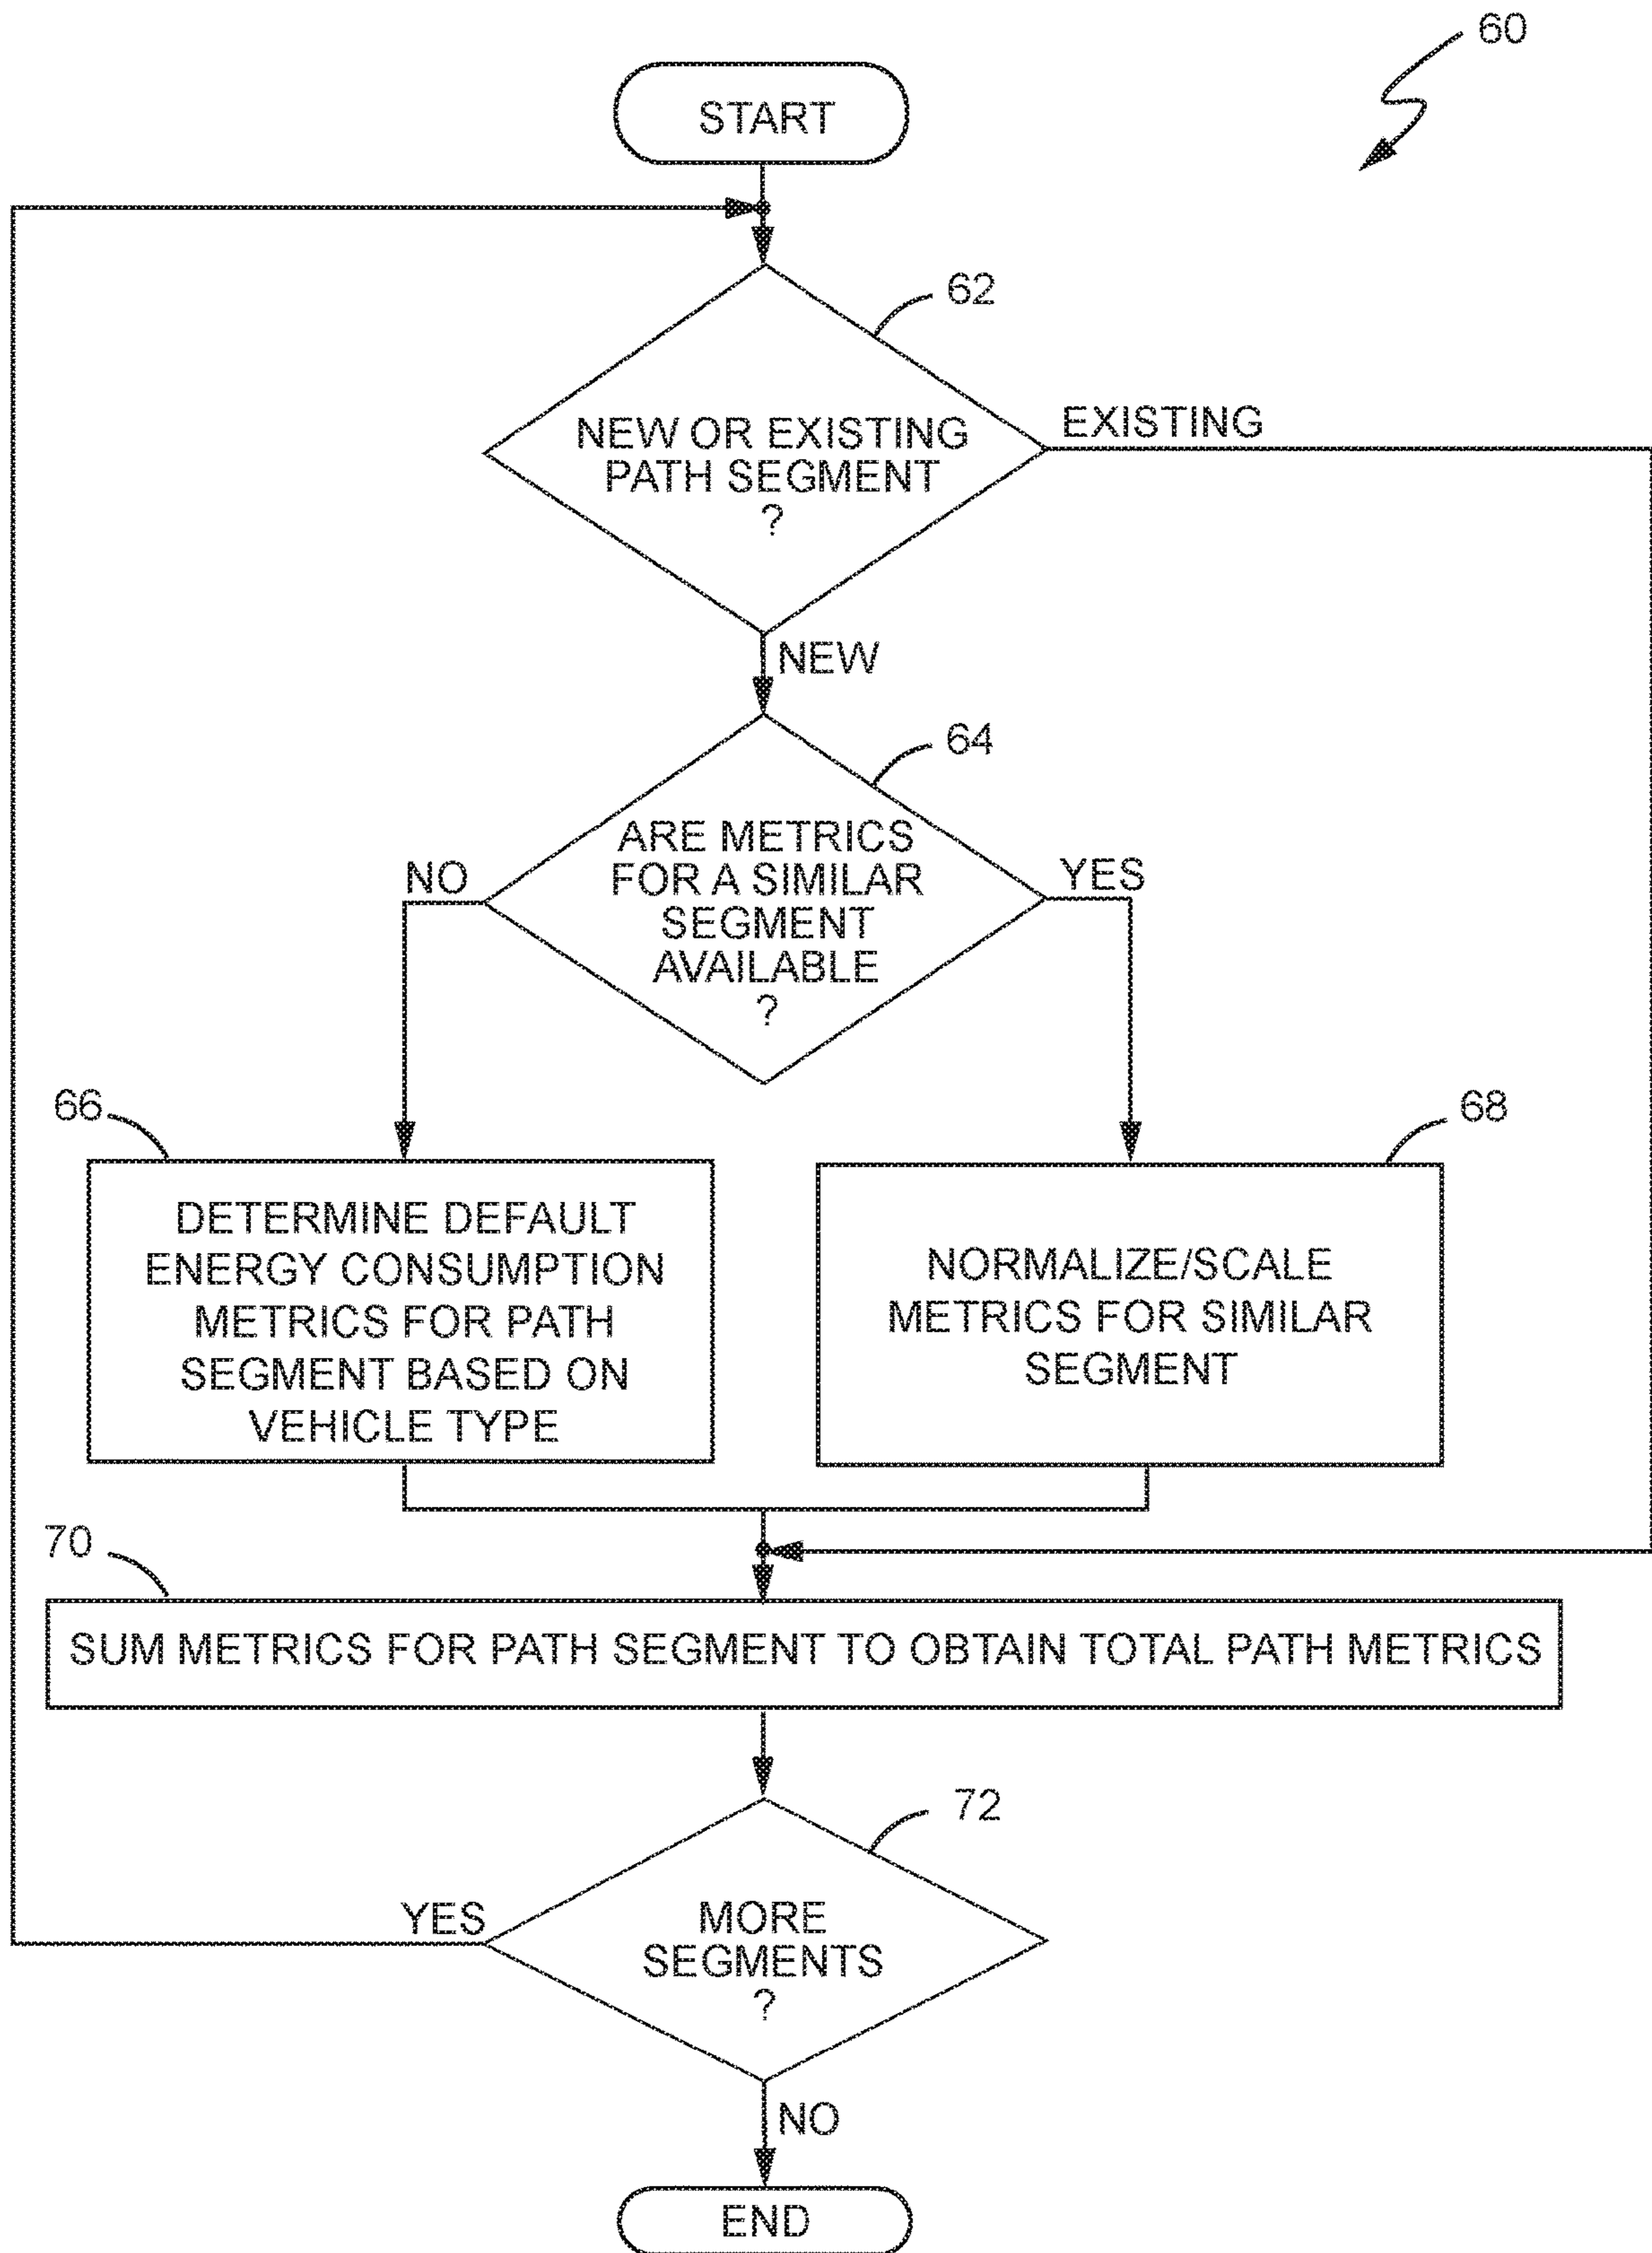 60
START
62
NEW OR EXISTING
PATH SEGMENT
?
EXISTING
NEW
64
ARE METRICS
FOR A SIMILAR
SEGMENT
AVAILABLE
?
NO
YES
66
DETERMINE DEFAULT
ENERGY CONSUMPTION
METRICS FOR PATH
SEGMENT BASED ON
VEHICLE TYPE
68
NORMALIZE/SCALE
METRICS FOR SIMILAR
SEGMENT
70
SUM METRICS FOR PATH SEGMENT TO OBTAIN TOTAL PATH METRICS
72
MORE
SEGMENTS
?
YES
NO
END